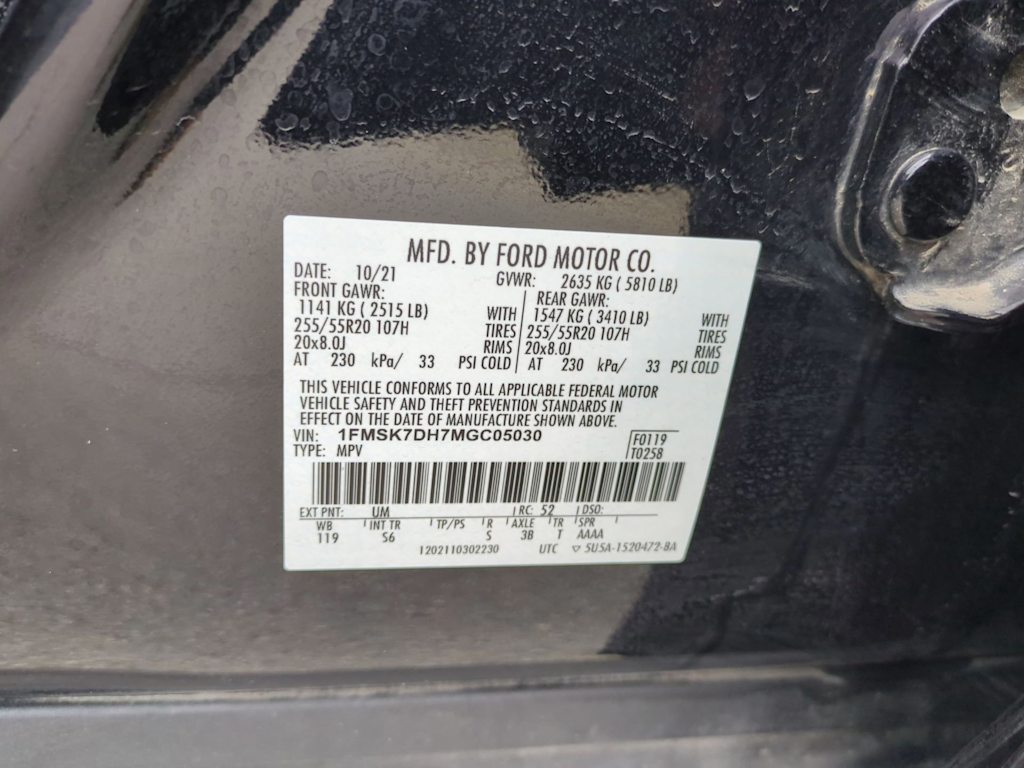 MFD. BY FORD MOTOR CO.
DATE: 10/21 GVWR: 2635 KG ( 5810 LB)
FRONT GAWR: REAR GAWR:
1141 KG ( 2515 LB) WITH 1547 KG ( 3410 LB) WITH
255/55R20 107H TIRES 255/55R20 107H TIRES
20x8.0J RIMS 20x8.0J RIMS
AT 230 kPa/ 33 PSI COLD AT 230 kPa/ 33 PSI COLD
THIS VEHICLE CONFORMS TO ALL APPLICABLE FEDERAL MOTOR
VEHICLE SAFETY AND THEFT PREVENTION STANDARDS IN
EFFECT ON THE DATE OF MANUFACTURE SHOWN ABOVE.
VIN: 1FMSK7DH7MGC05030 F0119
TYPE: MPV T0258
EXT PNT: UM RC: 52 DSO:
WB INT TR TP/PS R AXLE TR SPR
119 S6 S 3B T AAAA
1202110302230 UTC ▽ 5U5A-1520472-BA